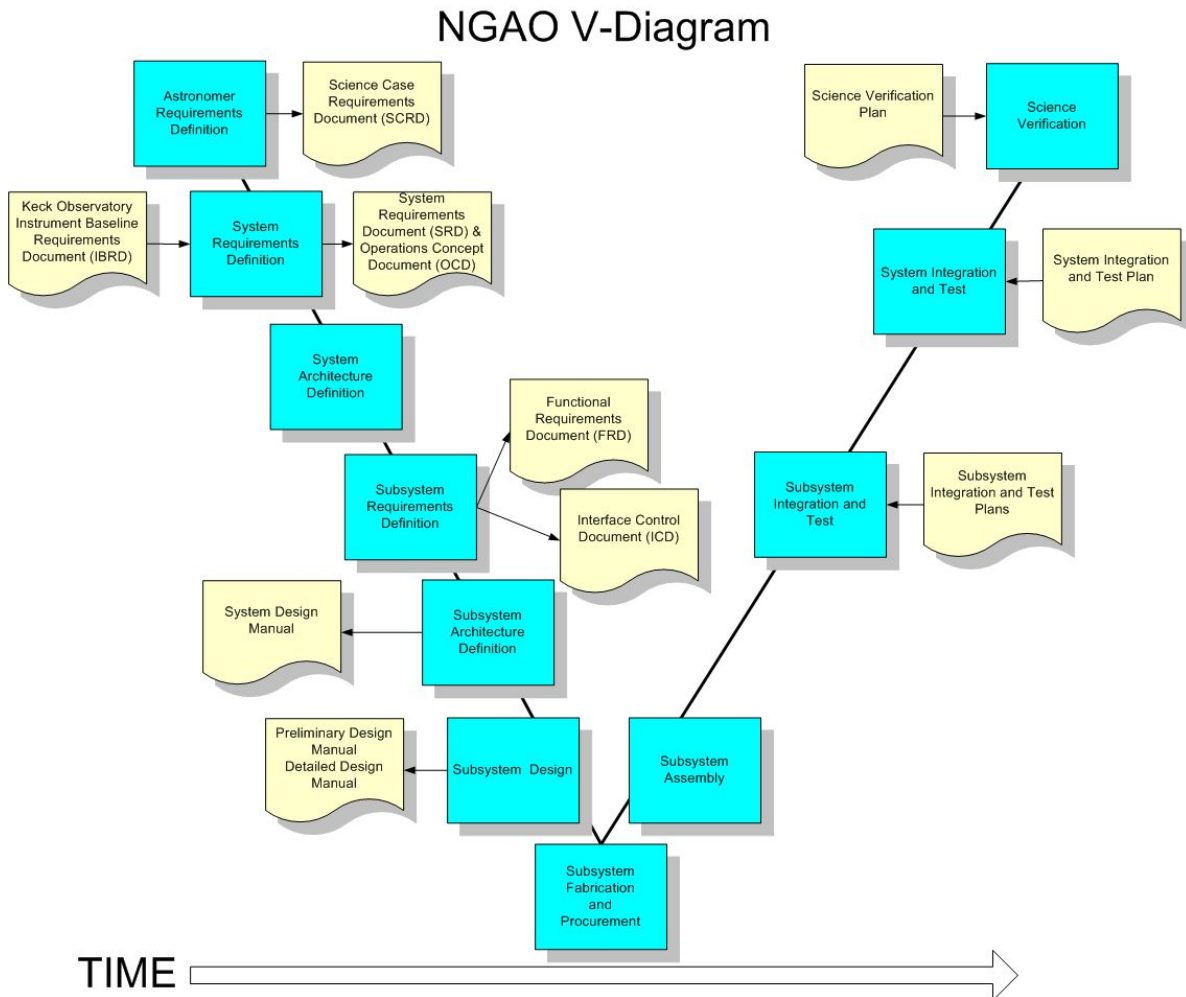 NGAO V-Diagram
Astronomer
Requirements
Definition
Science Case
Requirements
Document (SCRD)
Science Verification
Plan
Science
Verification
Keck Observatory
Instrument Baseline
Requirements
Document (IBRD)
System
Requirements
Definition
System
Requirements
Document (SRD) &
Operations Concept
Document (OCD)
System Integration
and Test
System Integration
and Test Plan
System
Architecture
Definition
Functional
Requirements
Document (FRD)
Subsystem
Requirements
Definition
Interface Control
Document (ICD)
Subsystem
Integration and
Test
Subsystem
Integration and Test
Plans
System Design
Manual
Subsystem
Architecture
Definition
Preliminary Design
Manual
Detailed Design
Manual
Subsystem Design
Subsystem
Assembly
Subsystem
Fabrication
and
Procurement
TIME